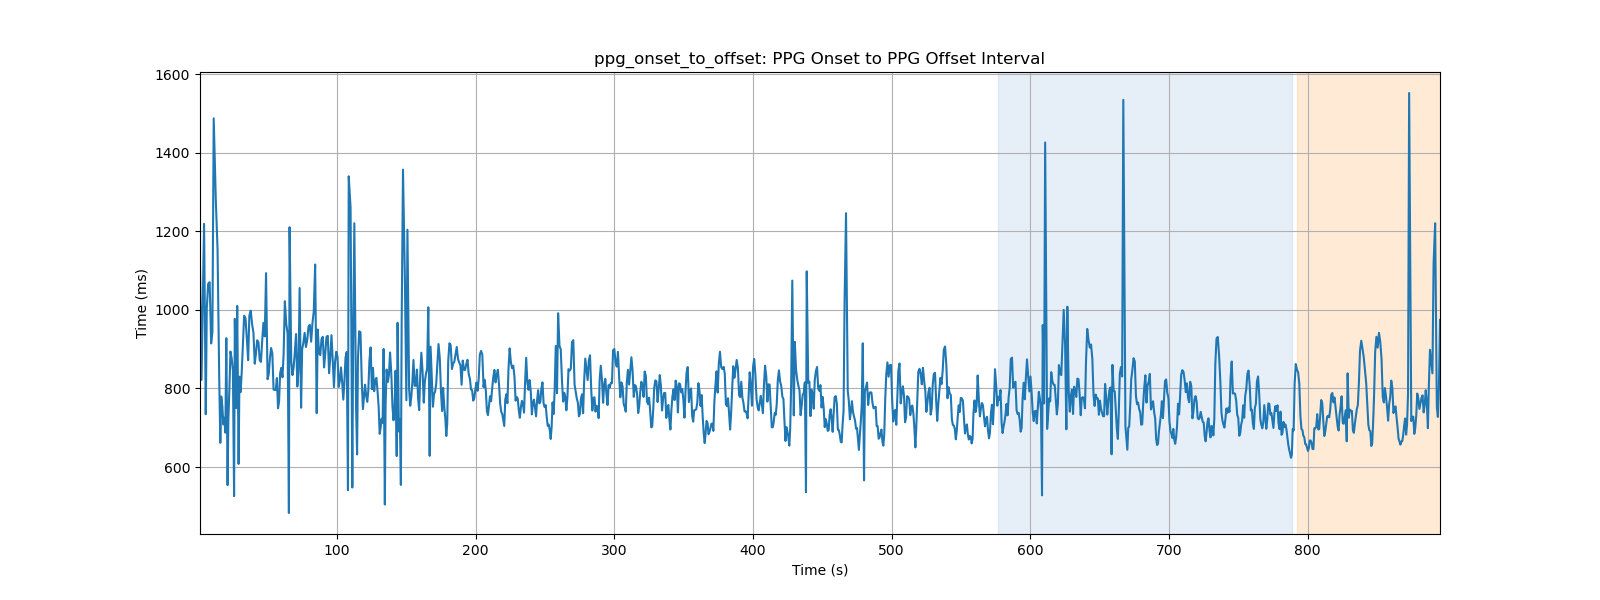 ppg_onset_to_offset: PPG Onset to PPG Offset Interval
1600
1400
1200
1000
800
600
Time (ms)
100 200 300 400 500 600 700 800
Time (s)